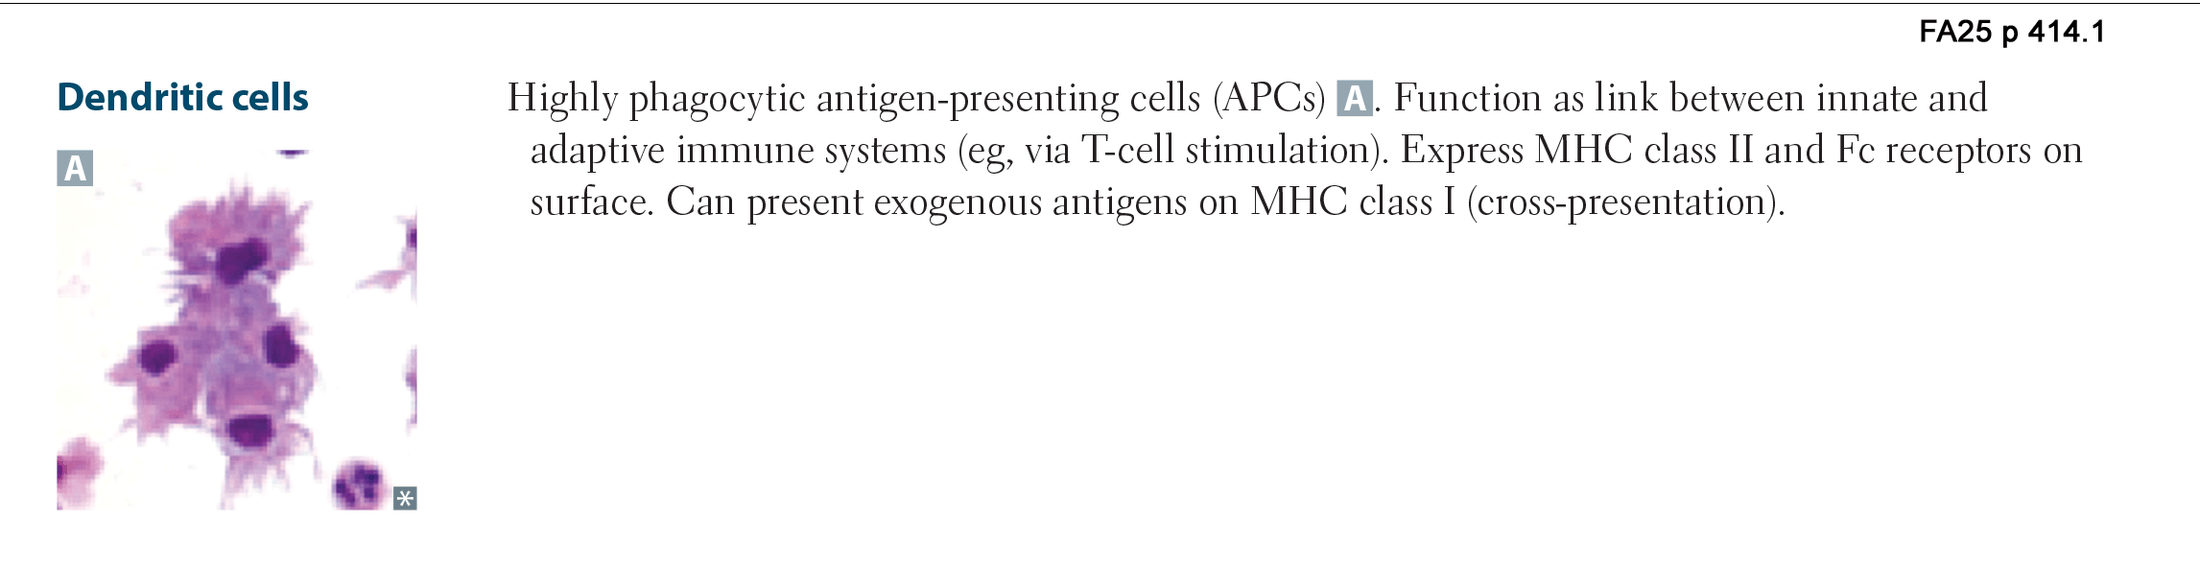 FA25 p 414.1
Dendritic cells
Highly phagocytic antigen-presenting cells (APCs) A. Function as link between innate and
adaptive immune systems (eg, via T-cell stimulation). Express MHC class II and Fc receptors on
surface. Can present exogenous antigens on MHC class I (cross-presentation).
A
*